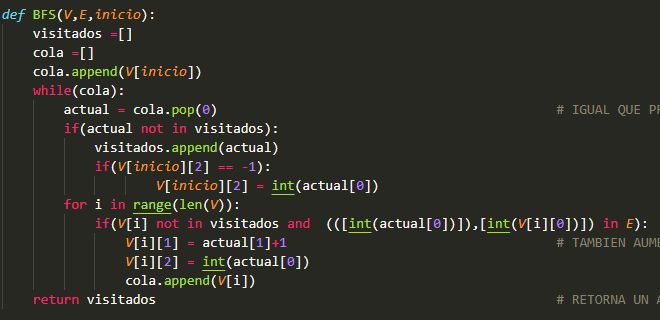 def BFS(V,E,inicio):
    visitados =[]
    cola =[]
    cola.append(V[inicio])
    while(cola):
        actual = cola.pop(0) # IGUAL QUE
        if(actual not in visitados):
            visitados.append(actual)
            if(V[inicio][2] == -1):
                V[inicio][2] = int(actual[0])
        for i in range(len(V)):
            if(V[i] not in visitados and  (([int(actual[0])]),[int(V[i][0])]) in E):
                V[i][1] = actual[1]+1 # TAMBIEN
                V[i][2] = int(actual[0])
                cola.append(V[i])
    return visitados # RETORNA UN